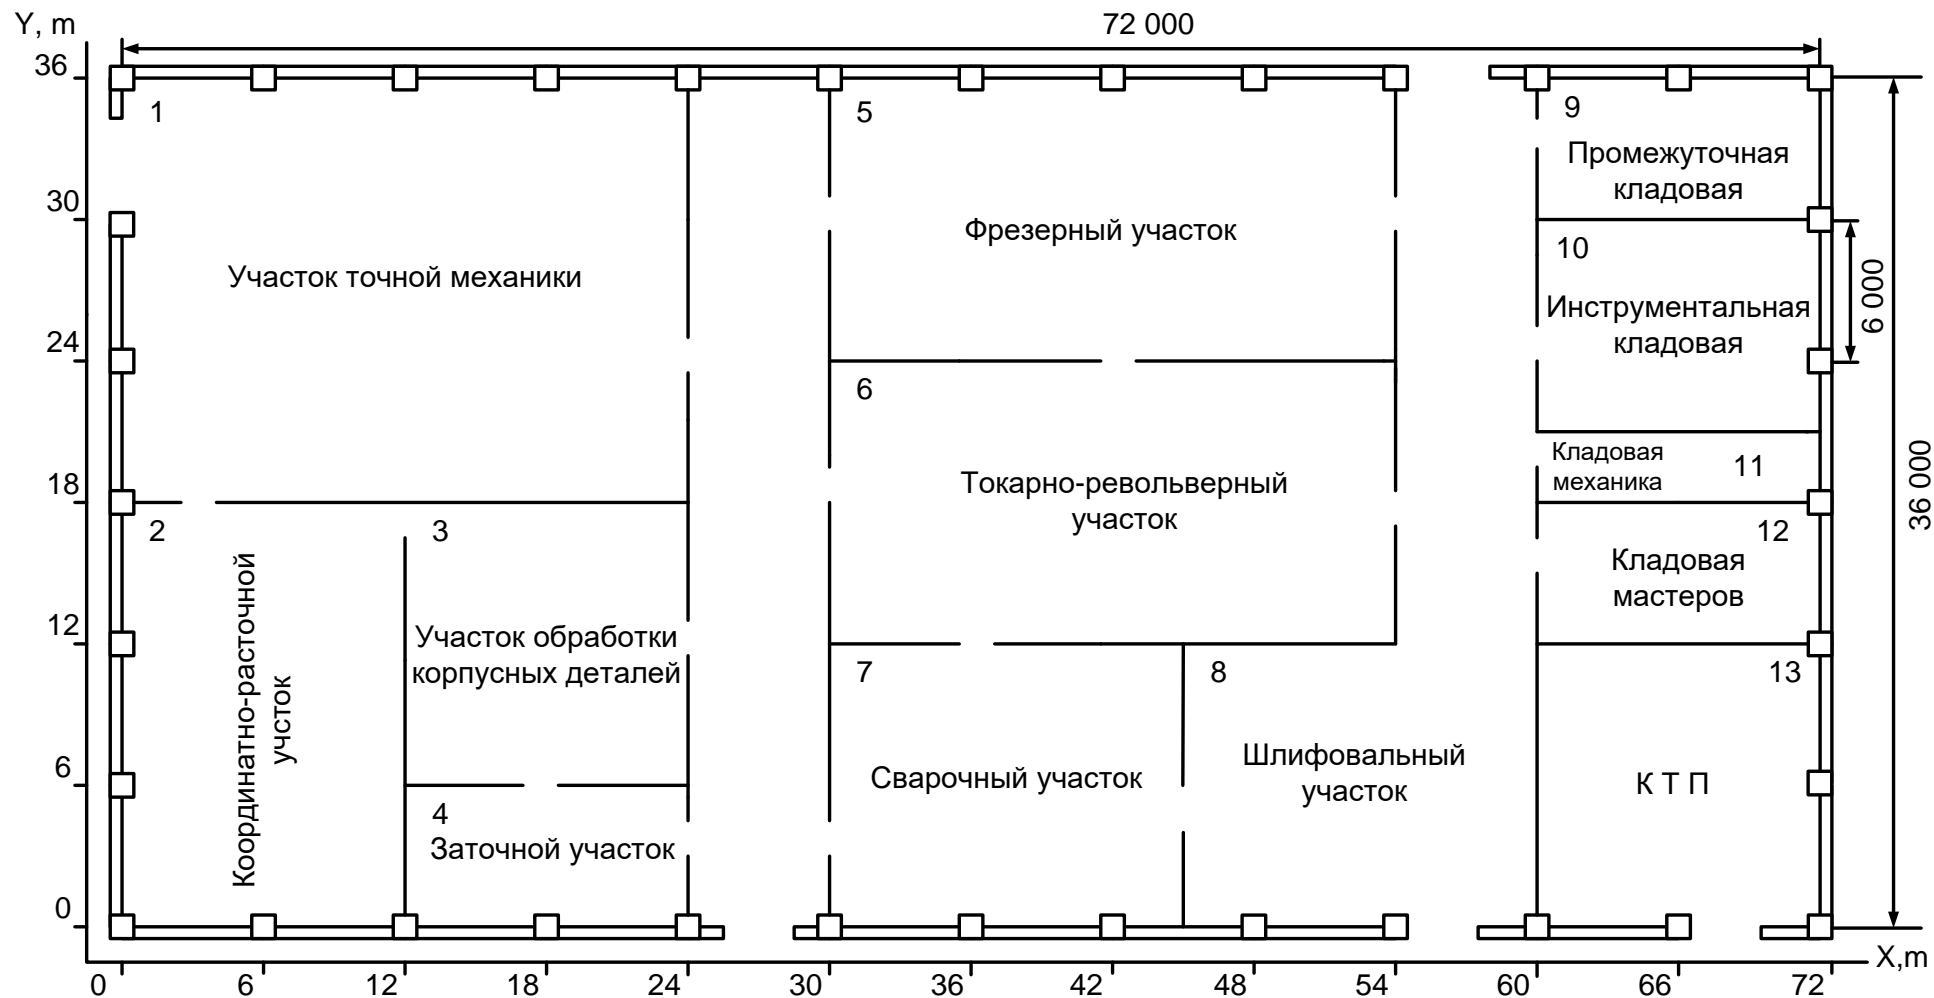 Y, m
72 000
36
1
5
9
Промежуточная
кладовая
30
Фрезерный участок
10
Участок точной механики
Инструментальная
кладовая
6 000
24
6
Кладовая
механика
11
36 000
18
Токарно-револьверный
участок
2
3
12
Координатно-расточной
учсток
Кладовая
мастеров
12
Участок обработки
корпусных деталей
7
8
13
6
Сварочный участок
Шлифовальный
участок
К Т П
4
Заточной участок
0
X,m
0
6
12
18
24
30
36
42
48
54
60
66
72